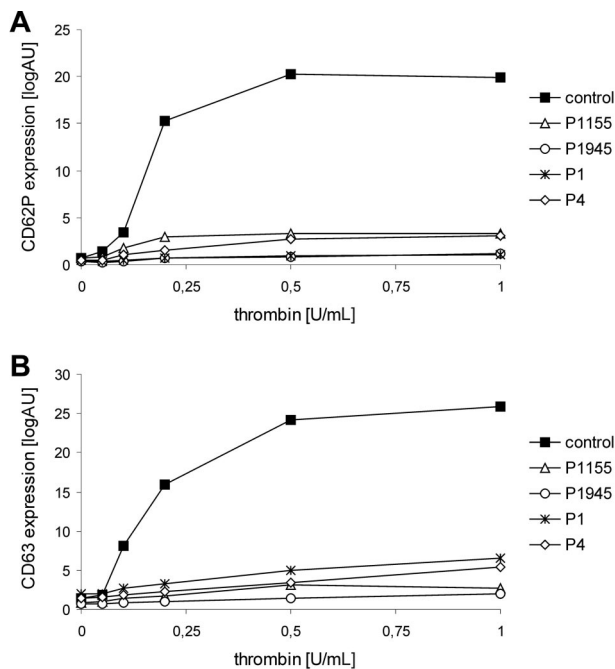 A
CD62P expression [logAU]
25
20
15
10
5
0
0
0,25
0,5
0,75
1
thrombin [U/mL]
control
P1155
P1945
P1
P4
B
CD63 expression [logAU]
30
25
20
15
10
5
0
0
0,25
0,5
0,75
1
thrombin [U/mL]
control
P1155
P1945
P1
P4